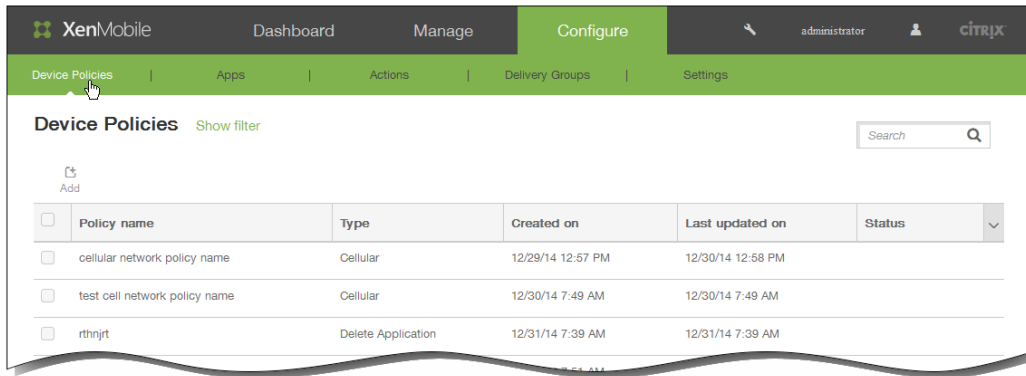 XenMobile Dashboard Manage Configure administrator CITRIX
Device Policies | Apps | Actions | Delivery Groups | Settings
Device Policies Show filter
Search
Add
Policy name Type Created on Last updated on Status
cellular network policy name Cellular 12/29/14 12:57 PM 12/30/14 12:58 PM
test cell network policy name Cellular 12/30/14 7:49 AM 12/30/14 7:49 AM
rthnjrt Delete Application 12/31/14 7:39 AM 12/31/14 7:39 AM
7:51 AM